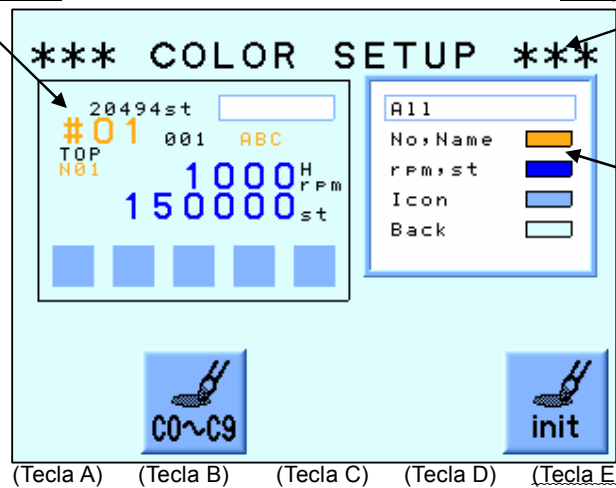 *** COLOR SETUP ***
20494st
#01 001 ABC
TOP
N01
1000 H rpm
150000 st
All
No,Name
rpm,st
Icon
Back
C0~C9
init
(Tecla A) (Tecla B) (Tecla C) (Tecla D) (Tecla E